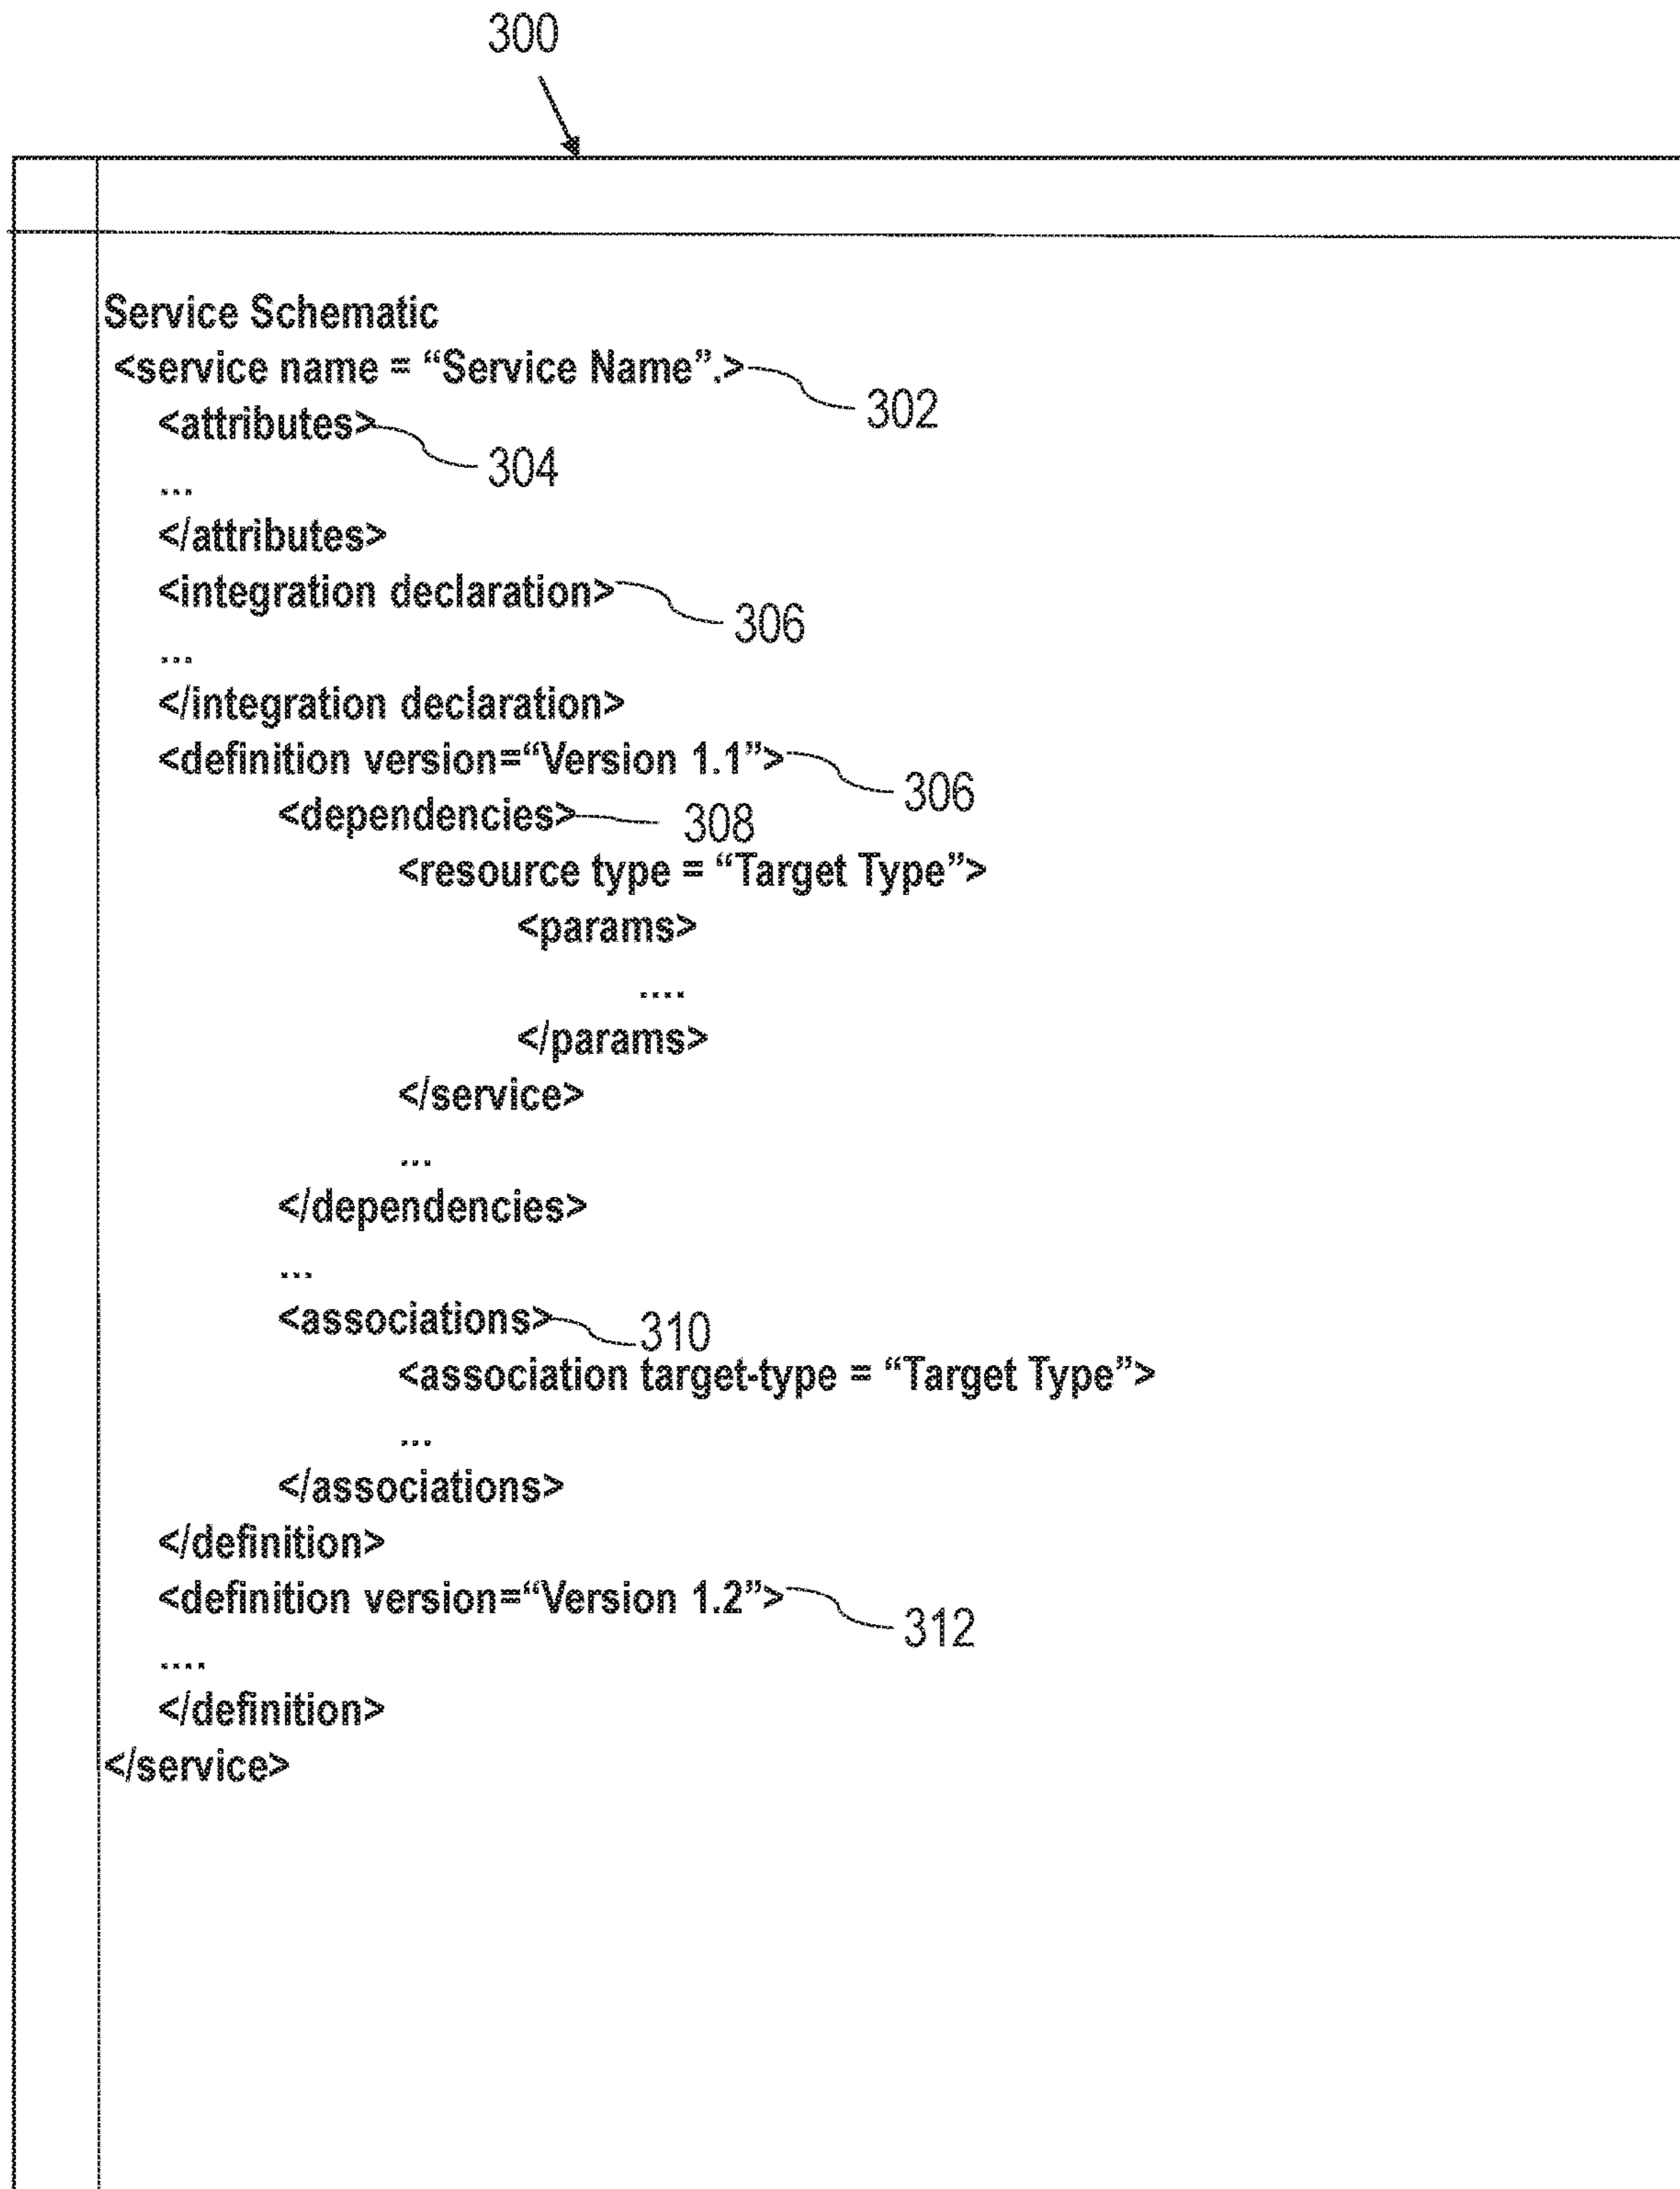 300
Service Schematic
<service name = “Service Name”.> 302
<attributes> 304
...
</attributes>
<integration declaration> 306
...
</integration declaration>
<definition version=“Version 1.1”> 306
<dependencies> 308
<resource type = “Target Type”>
<params>
....
</params>
</service>
...
</dependencies>
...
<associations> 310
<association target-type = “Target Type”>
...
</associations>
</definition>
<definition version=“Version 1.2”> 312
....
</definition>
</service>